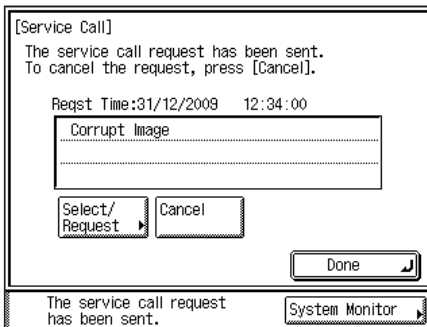 [Service Call]
The service call request has been sent.
To cancel the request, press [Cancel].
Reqst Time:31/12/2009 12:34:00
Corrupt Image
Select/
Request
Cancel
Done
The service call request
has been sent.
System Monitor